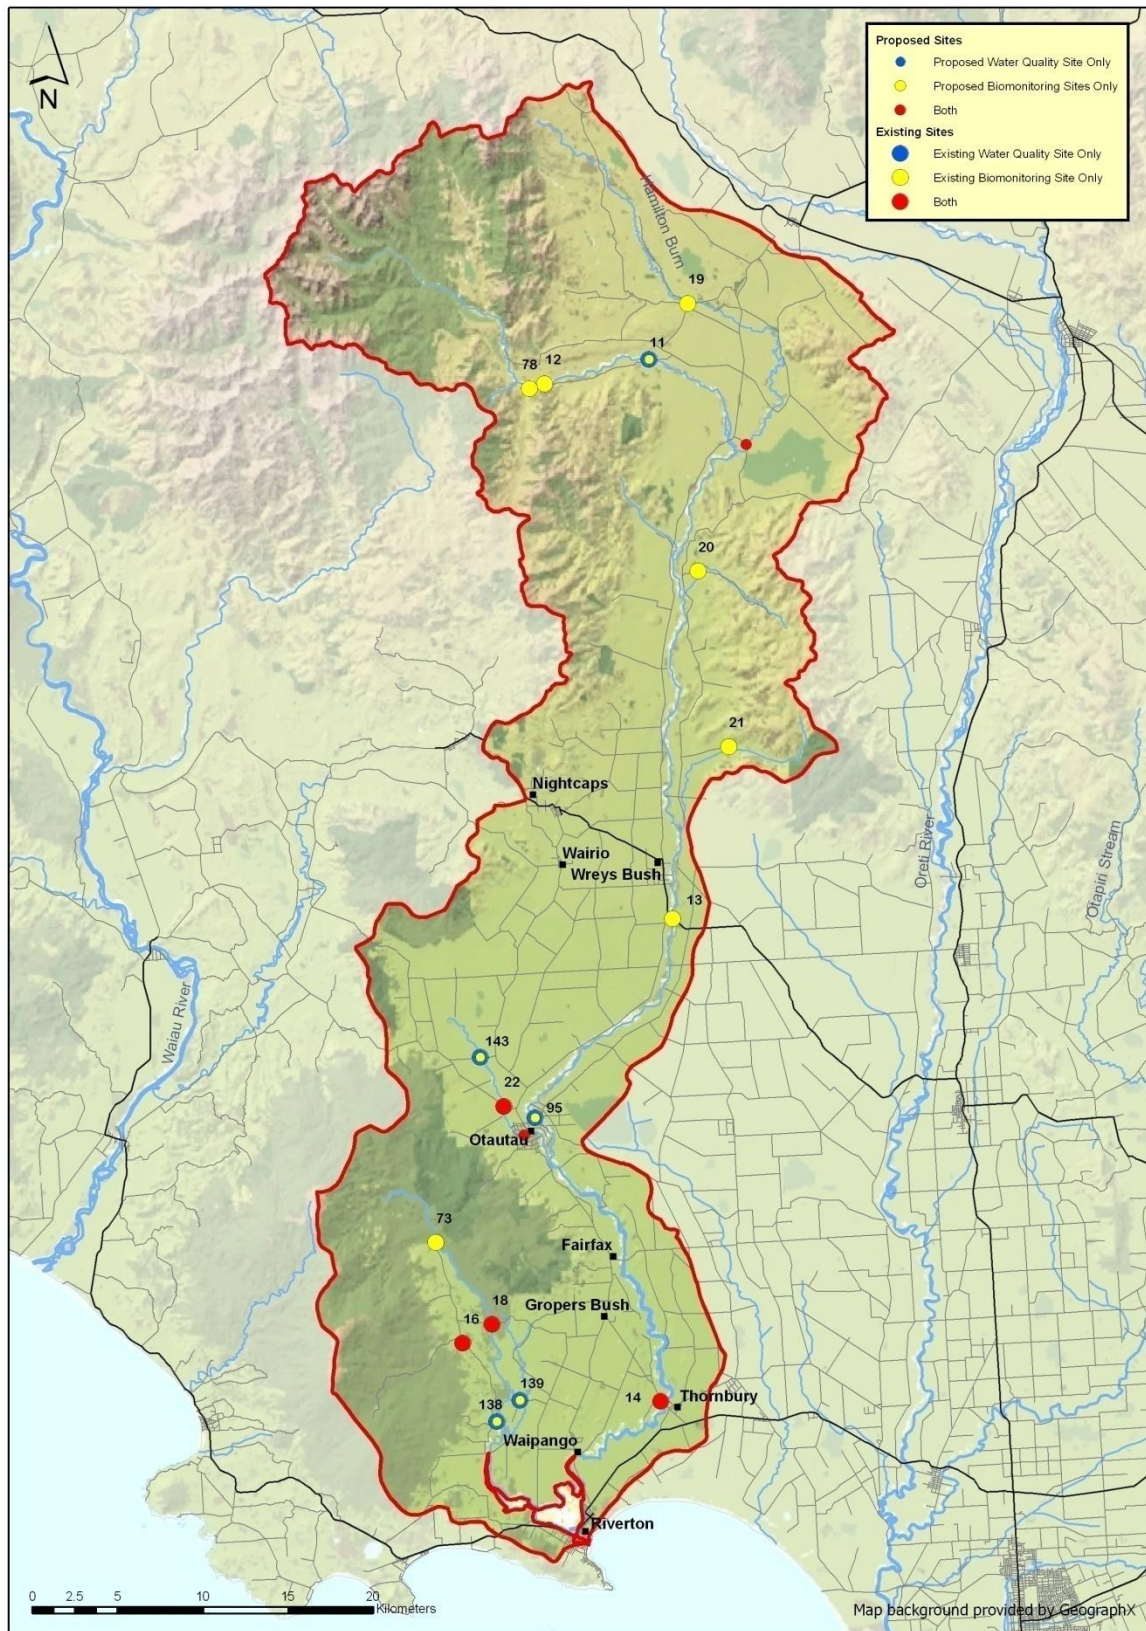 N
Proposed Sites
Proposed Water Quality Site Only
Proposed Biomonitoring Sites Only
Both
Existing Sites
Existing Water Quality Site Only
Existing Biomonitoring Site Only
Both
Hamilton Burn
19
11
12
78
20
21
Nightcaps
Wairio
Wreys Bush
13
Oreti River
Otapiri Stream
Waiau River
143
22
95
Otautau
73
Fairfax
18
Gropers Bush
16
139
14
Thornbury
138
Waipango
Riverton
0 2.5 5 10 15 20
Kilometers
Map background provided by GeographX